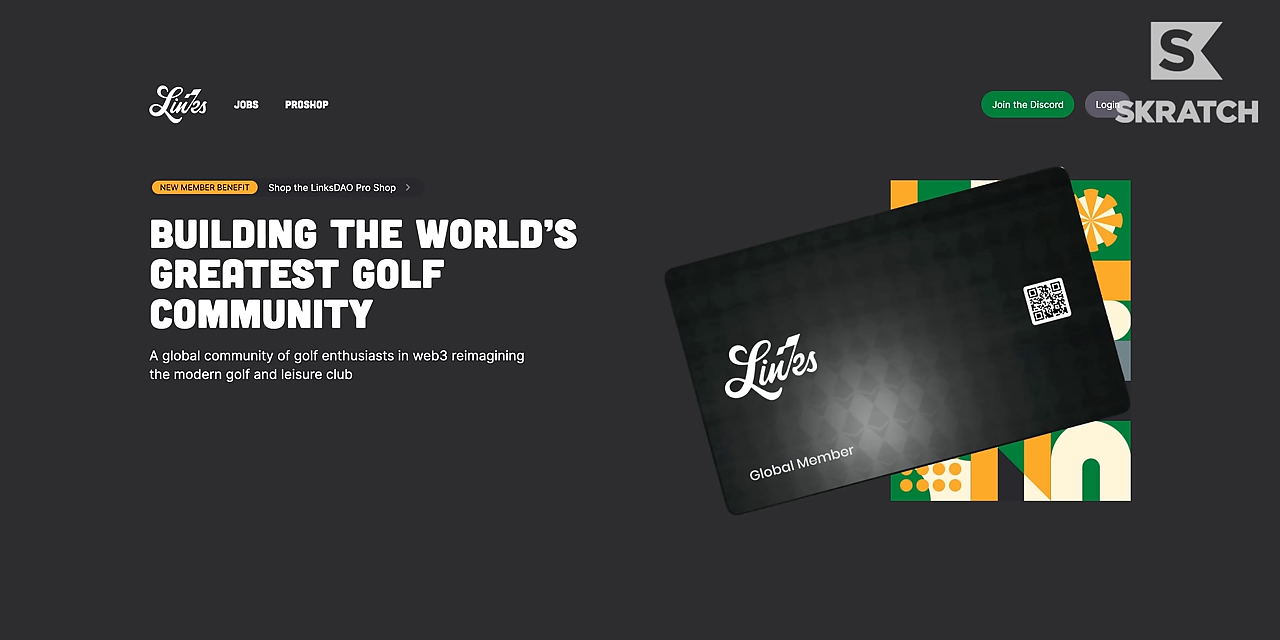 Links
JOBS
PROSHOP
Join the Discord
Login
S
SKRATCH
NEW MEMBER BENEFIT
Shop the LinksDAO Pro Shop
BUILDING THE WORLD'S
GREATEST GOLF
COMMUNITY
A global community of golf enthusiasts in web3 reimagining
the modern golf and leisure club
Links
Global Member